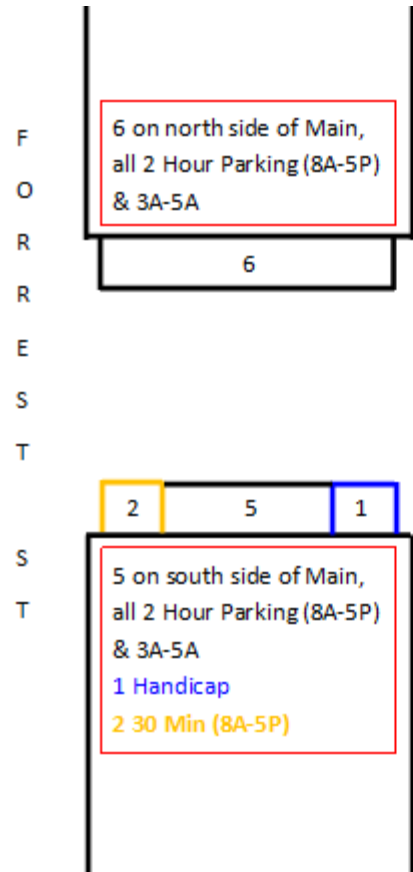 F
O
R
R
E
S
T
S
T
6 on north side of Main,
all 2 Hour Parking (8A-5P)
& 3A-5A
6
2 5 1
5 on south side of Main,
all 2 Hour Parking (8A-5P)
& 3A-5A
1 Handicap
2 30 Min (8A-5P)